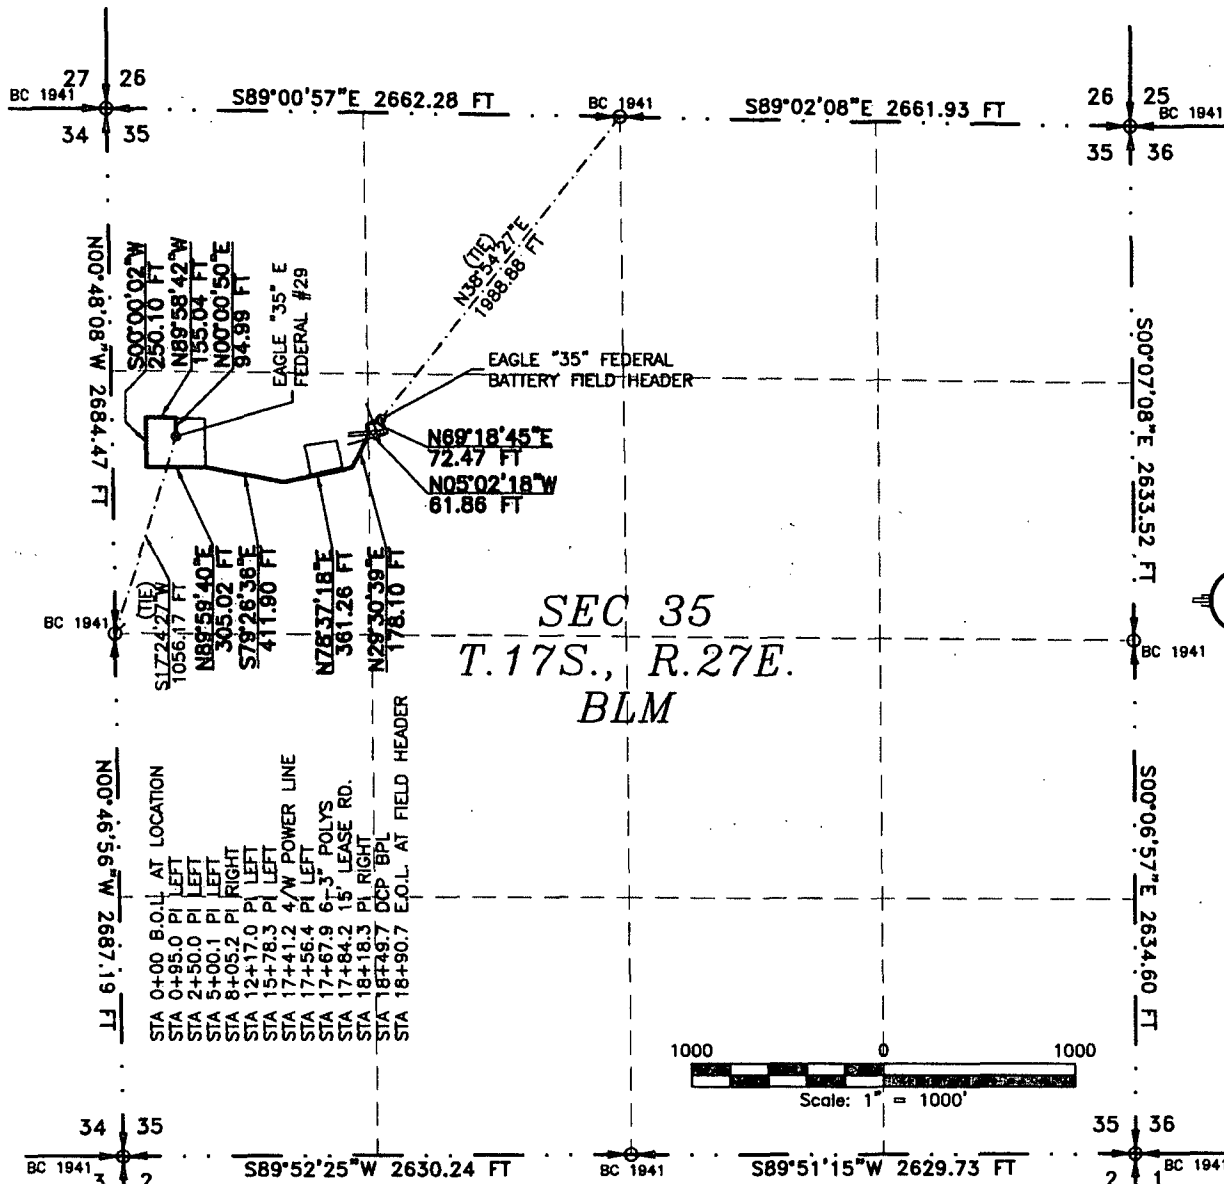 27 26
BC 1941
34 35
S89°00'57"E 2662.28 FT
BC 1941
S89°02'08"E 2661.93 FT
26 25
BC 1941
35 36
N00°48'08"W 2684.47 FT
S00°00'02"W
250.10 FT
N89°58'42"W
155.04 FT
N00°00'50"E
94.99 FT
EAGLE "35" E
FEDERAL #29
(TIE)
N38°54'27"E
1988.88 FT
EAGLE "35" FEDERAL
BATTERY FIELD HEADER
N69°18'45"E
72.47 FT
N05°02'18"W
61.86 FT
S00°07'08"E 2633.52 FT
BC 1941
(TIE)
S17°24'27"W
1056.17 FT
N89°59'40"E
305.02 FT
S79°26'36"E
411.90 FT
N78°37'18"E
361.26 FT
N29°30'39"E
178.10 FT
SEC 35
T.17S., R.27E.
BLM
BC 1941
N00°46'56"W 2687.19 FT
STA 0+00 B.O.L. AT LOCATION
STA 0+95.0 PI LEFT
STA 2+50.0 PI LEFT
STA 5+00.1 PI LEFT
STA 8+05.2 PI RIGHT
STA 12+17.0 PI LEFT
STA 15+78.3 PI LEFT
STA 17+41.2 4/W POWER LINE
STA 17+56.4 PI LEFT
STA 17+67.9 6-3" POLYS
STA 17+84.2 15' LEASE RD.
STA 18+18.3 PI RIGHT
STA 18+49.7 DCP BPL
STA 18+90.7 E.O.L. AT FIELD HEADER
S00°06'57"E 2634.60 FT
1000 0 1000
Scale: 1" = 1000'
34 35
BC 1941
3 2
S89°52'25"W 2630.24 FT
BC 1941
S89°51'15"W 2629.73 FT
35 36
BC 1941
2 1